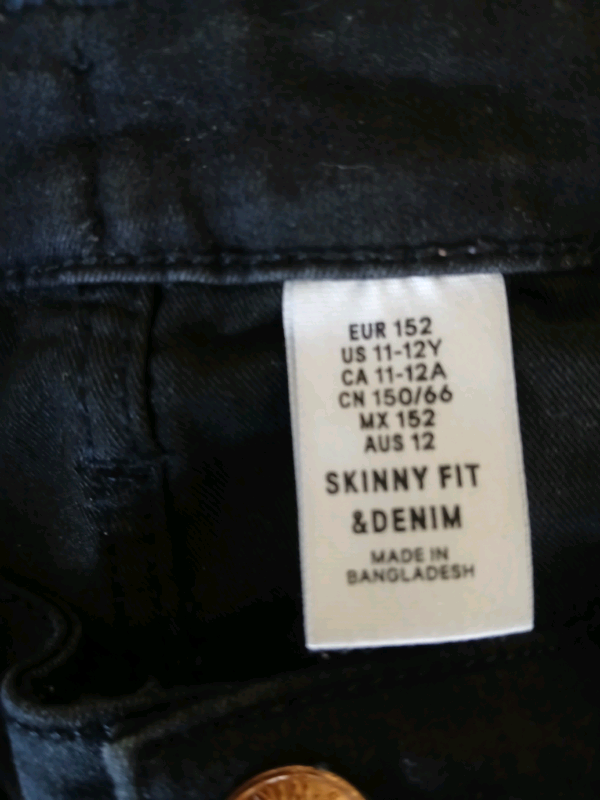 EUR 152
US 11-12Y
CA 11-12A
CN 150/66
MX 152
AUS 12
SKINNY FIT
&DENIM
MADE IN
BANGLADESH